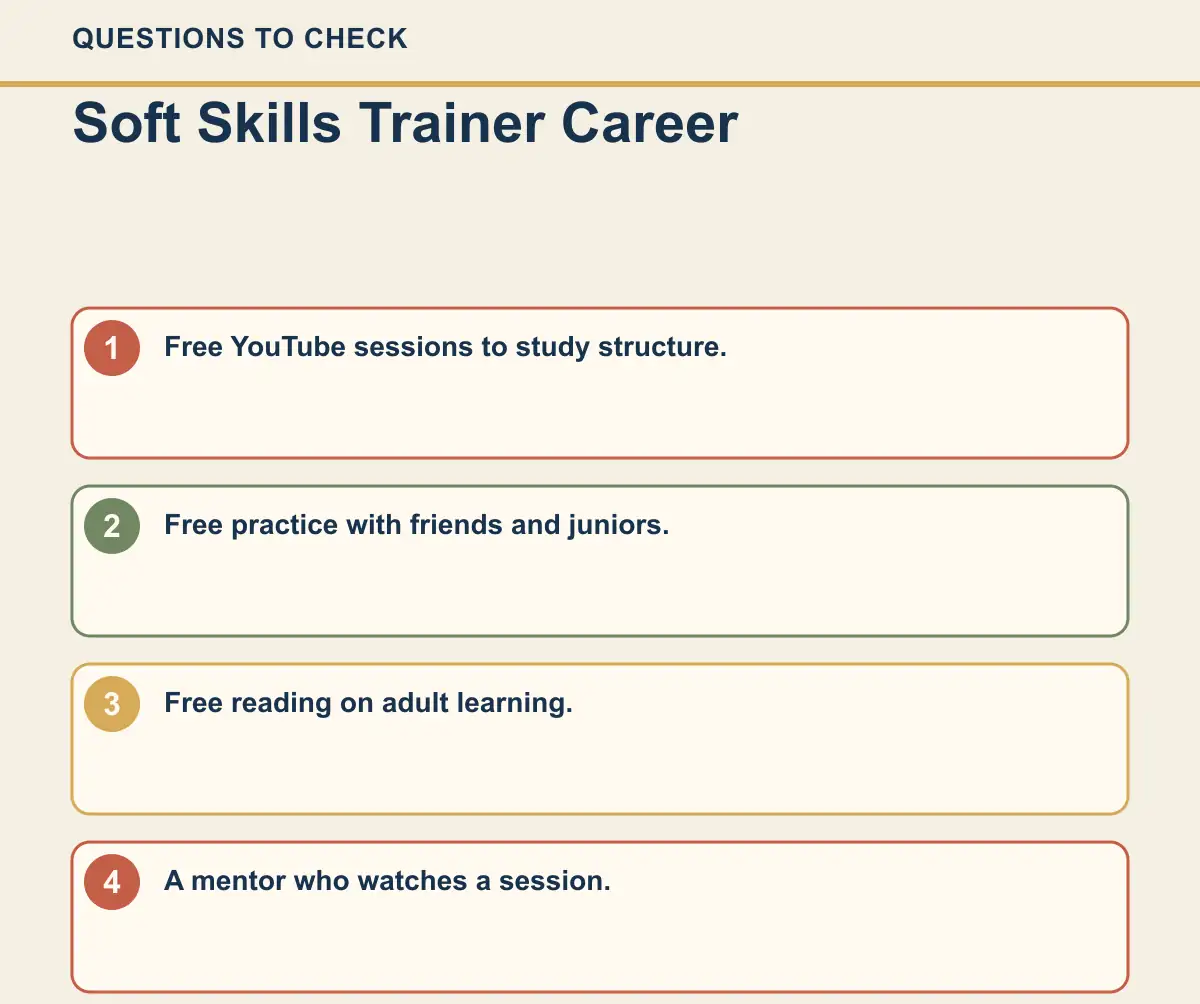 QUESTIONS TO CHECK
Soft Skills Trainer Career
1 Free YouTube sessions to study structure.
2 Free practice with friends and juniors.
3 Free reading on adult learning.
4 A mentor who watches a session.